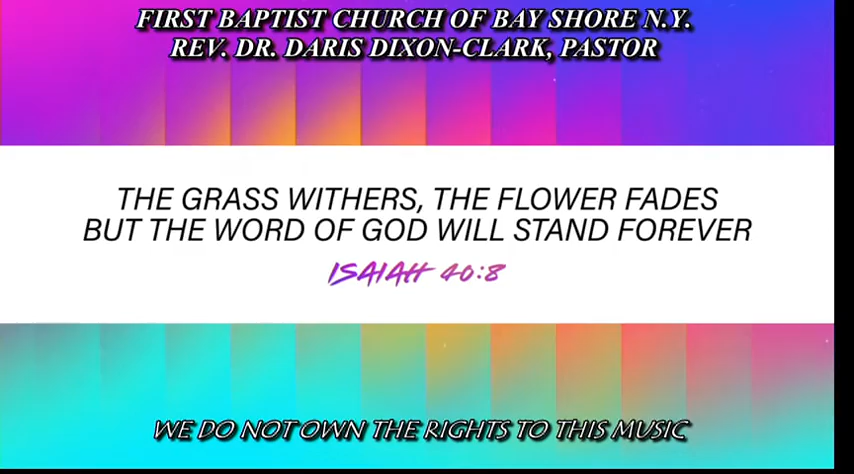 FIRST BAPTIST CHURCH OF BAY SHORE N.Y.
REV. DR. DARIS DIXON-CLARK, PASTOR
THE GRASS WITHERS, THE FLOWER FADES
BUT THE WORD OF GOD WILL STAND FOREVER
ISAIAH 40:8
WE DO NOT OWN THE RIGHTS TO THIS MUSIC